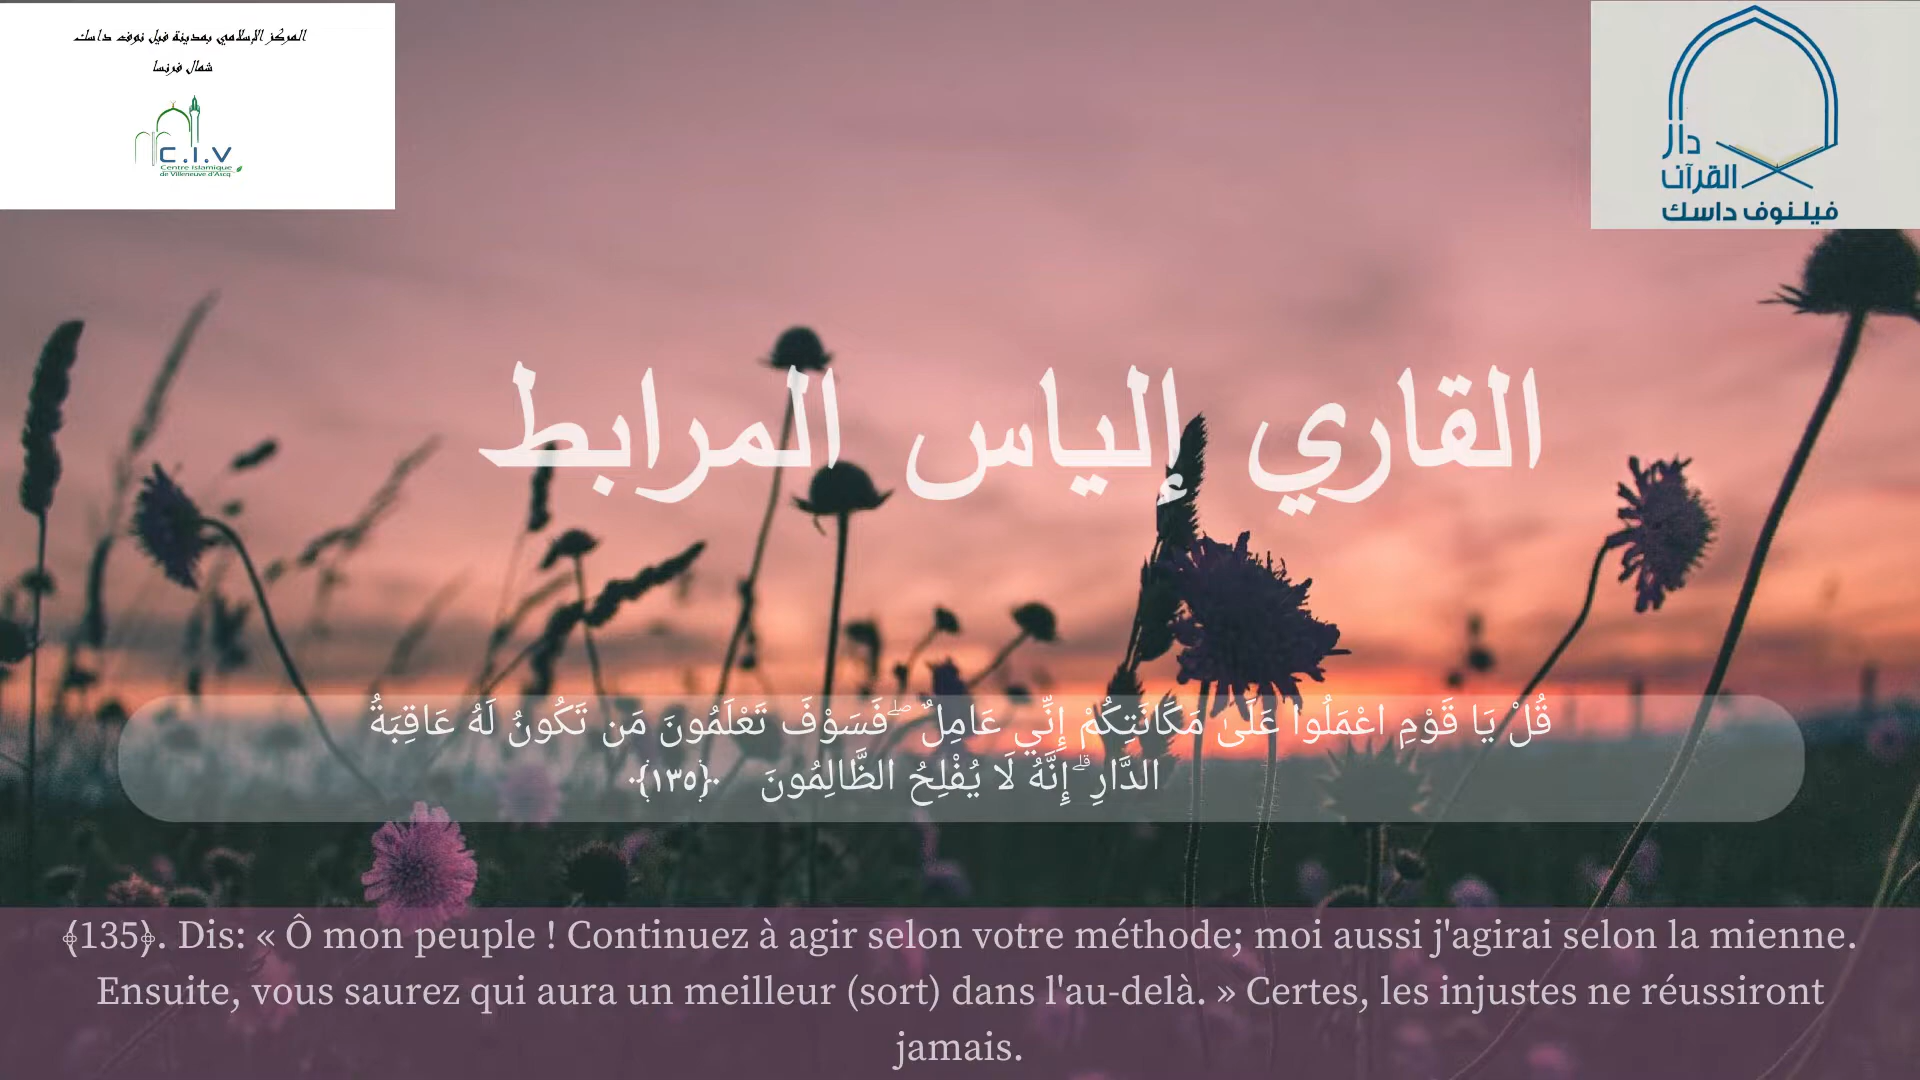 المركز الإسلامي بمدينة فيل نوف داسك
شمال فرنسا
C.I.V
Centre Islamique
de Villeneuve d'Ascq
دار
القرآن
فيلنوف داسك
القاري إلياس المرابط
قُلْ يَا قَوْمِ اعْمَلُوا عَلَىٰ مَكَانَتِكُمْ إِنِّي عَامِلٌ ۖ فَسَوْفَ تَعْلَمُونَ مَن تَكُونُ لَهُ عَاقِبَةُ
الدَّارِ ۗ إِنَّهُ لَا يُفْلِحُ الظَّالِمُونَ ﴿١٣٥﴾
﴾135﴿. Dis: « Ô mon peuple ! Continuez à agir selon votre méthode; moi aussi j'agirai selon la mienne.
Ensuite, vous saurez qui aura un meilleur (sort) dans l'au-delà. » Certes, les injustes ne réussiront
jamais.